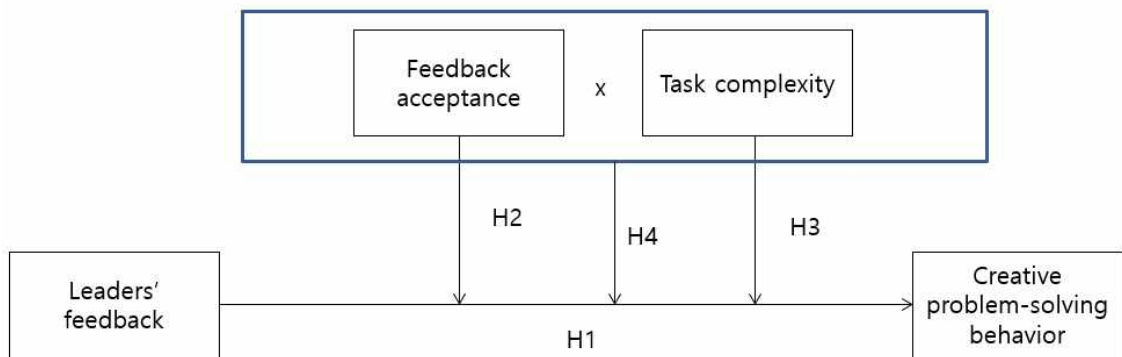 Feedback
acceptance
x
Task complexity
H2
H4
H3
Leaders’
feedback
H1
Creative
problem-solving
behavior